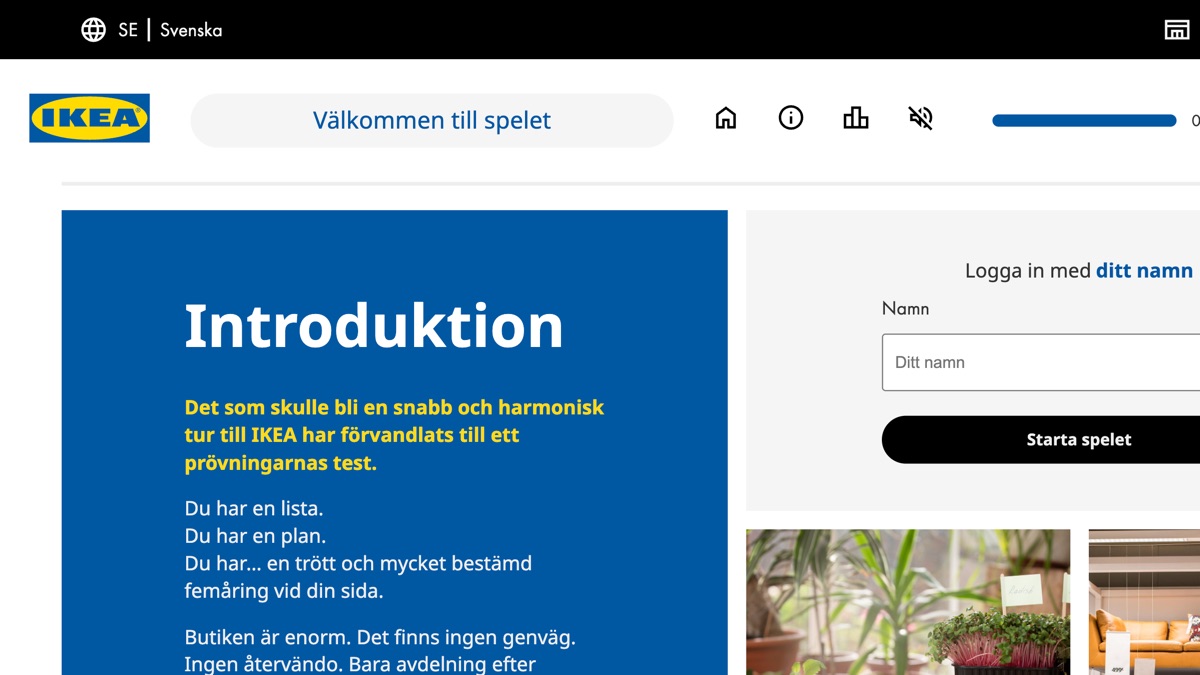 SE | Svenska
IKEA
Välkommen till spelet
Introduktion
Det som skulle bli en snabb och harmonisk
tur till IKEA har förvandlats till ett
prövningarnas test.
Du har en lista.
Du har en plan.
Du har... en trött och mycket bestämd
femåring vid din sida.
Butiken är enorm. Det finns ingen genväg.
Ingen återvändo. Bara avdelning efter
Logga in med ditt namn
Namn
Ditt namn
Starta spelet